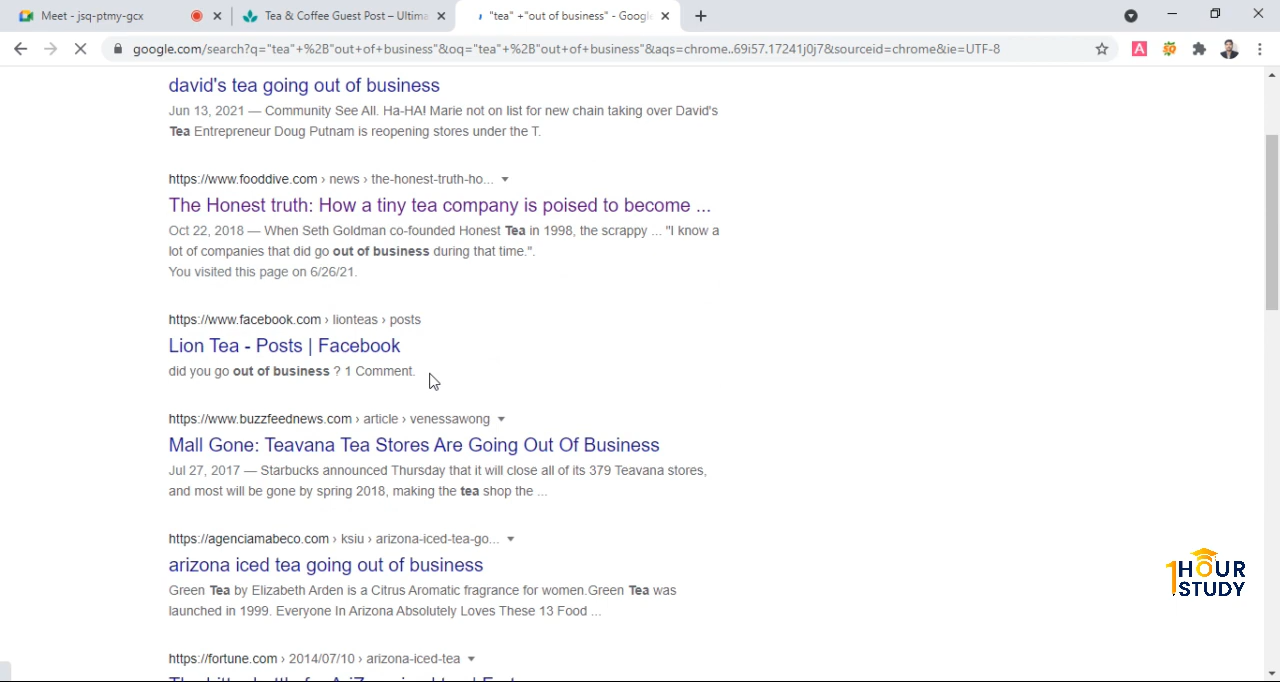 Meet - jsq-ptmy-gcx
Tea & Coffee Guest Post – Ultima
"tea" +"out of business" - Googl
google.com/search?q="tea"+%2B"out+of+business"&oq="tea"+%2B"out+of+business"&aqs=chrome..69i57.17241j0j7&sourceid=chrome&ie=UTF-8
david's tea going out of business
Jun 13, 2021 — Community See All. Ha-HA! Marie not on list for new chain taking over David's
Tea Entrepreneur Doug Putnam is reopening stores under the T.
https://www.fooddive.com › news › the-honest-truth-ho...
The Honest truth: How a tiny tea company is poised to become ...
Oct 22, 2018 — When Seth Goldman co-founded Honest Tea in 1998, the scrappy ... "I know a
lot of companies that did go out of business during that time.".
You visited this page on 6/26/21.
https://www.facebook.com › lionteas › posts
Lion Tea - Posts | Facebook
did you go out of business ? 1 Comment.
https://www.buzzfeednews.com › article › venessawong
Mall Gone: Teavana Tea Stores Are Going Out Of Business
Jul 27, 2017 — Starbucks announced Thursday that it will close all of its 379 Teavana stores,
and most will be gone by spring 2018, making the tea shop the ...
https://agenciamabeco.com › ksiu › arizona-iced-tea-go...
arizona iced tea going out of business
Green Tea by Elizabeth Arden is a Citrus Aromatic fragrance for women.Green Tea was
launched in 1999. Everyone In Arizona Absolutely Loves These 13 Food ...
1HOUR
STUDY
https://fortune.com › 2014/07/10 › arizona-iced-tea